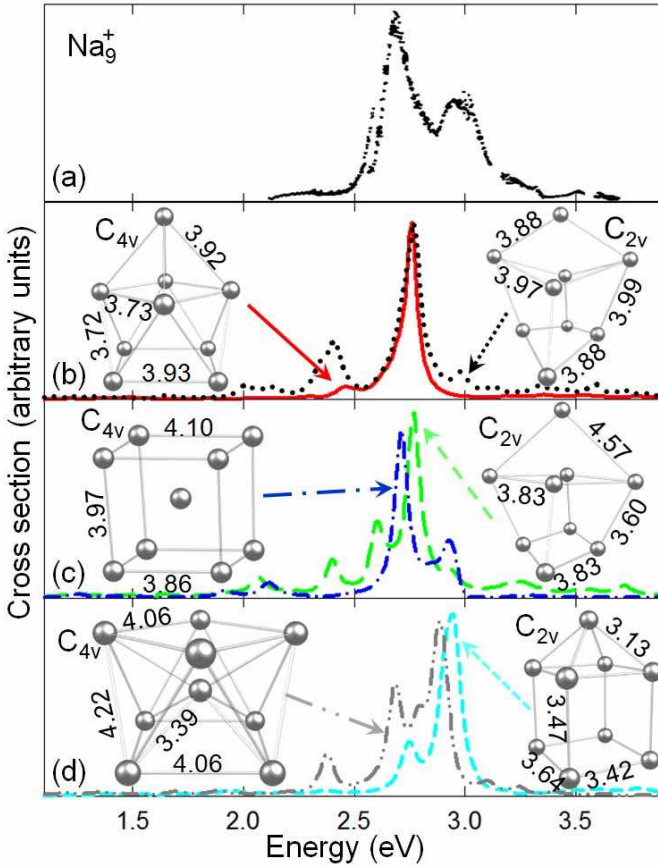 Na₉⁺
(a)
C₄ᵥ
3.92
3.73
3.72
3.93
3.88
C₂ᵥ
3.97
3.99
3.88
(b)
C₄ᵥ
4.10
3.97
3.86
C₂ᵥ
4.57
3.83
3.60
3.83
(c)
4.06
C₄ᵥ
4.22
3.39
4.06
C₂ᵥ
3.13
3.47
3.64
3.42
(d)
Cross section (arbitrary units)
1.5 2.0 2.5 3.0 3.5
Energy (eV)